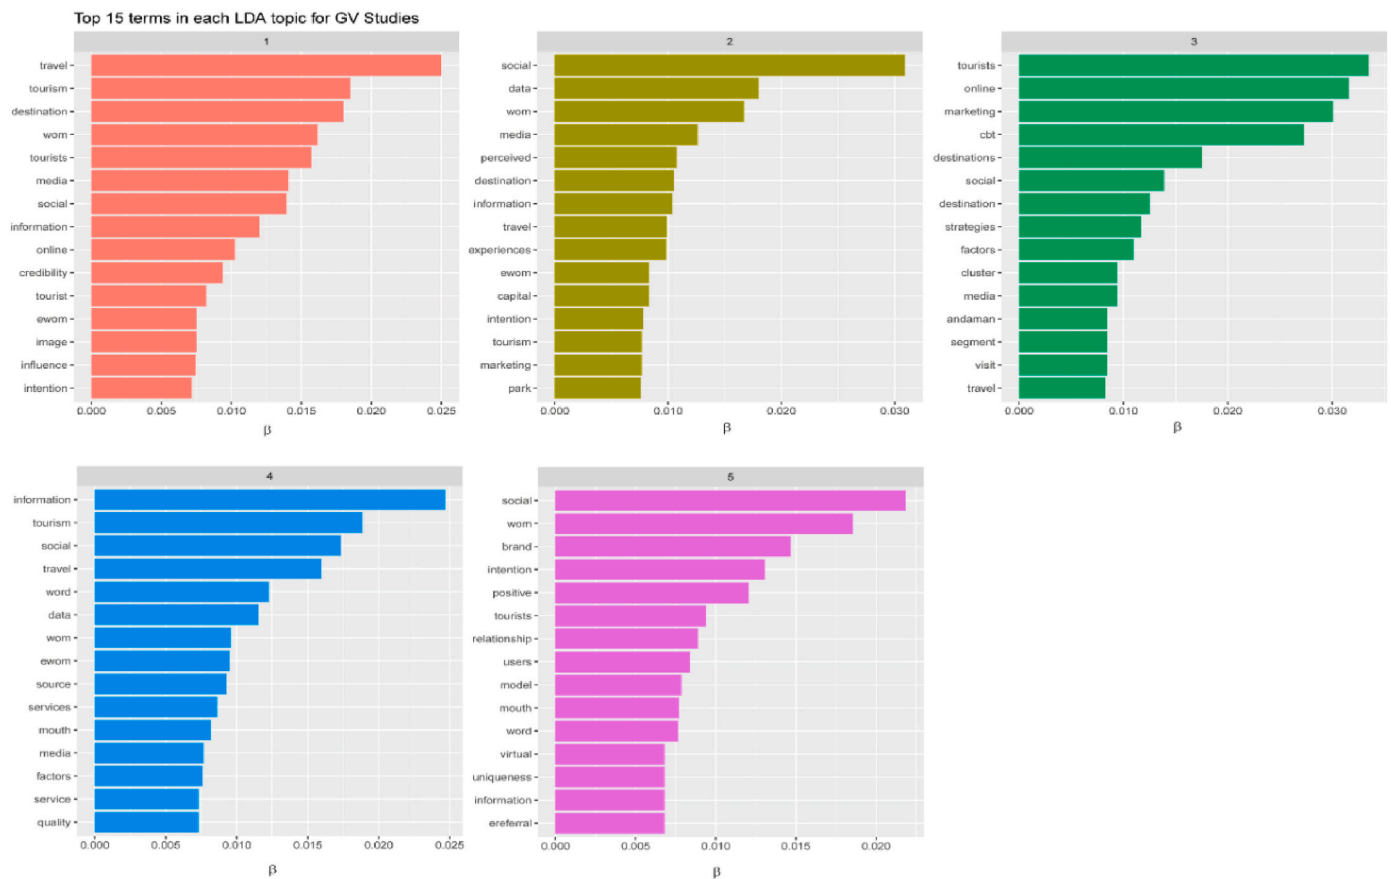 Top 15 terms in each LDA topic for GV Studies
1
travel
tourism
destination
wom
tourists
media
social
information
online
credibility
tourist
ewom
image
influence
intention
0.000 0.005 0.010 0.015 0.020 0.025
β
2
social
data
wom
media
perceived
destination
information
travel
experiences
ewom
capital
intention
tourism
marketing
park
0.000 0.010 0.020 0.030
β
3
tourists
online
marketing
cbt
destinations
social
destination
strategies
factors
cluster
media
andaman
segment
visit
travel
0.000 0.010 0.020 0.030
β
4
information
tourism
social
travel
word
data
wom
ewom
source
services
mouth
media
factors
service
quality
0.000 0.005 0.010 0.015 0.020 0.025
β
5
social
wom
brand
intention
positive
tourists
relationship
users
model
mouth
word
virtual
uniqueness
information
ereferral
0.000 0.005 0.010 0.015 0.020
β